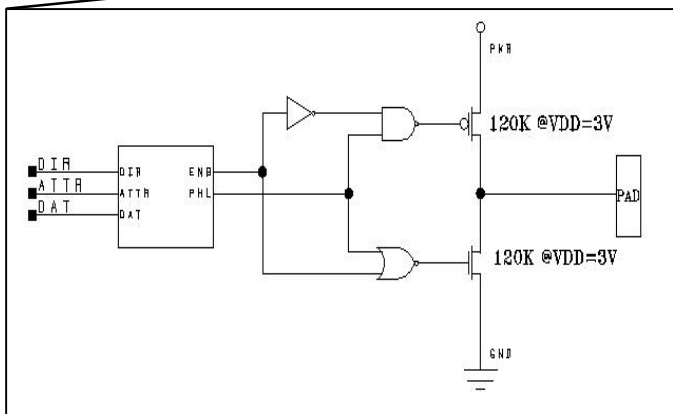 PWR
120K @VDD=3V
DIR
ATTR
DAT
DIR
ATTR
DAT
ENB
PHL
PAD
120K @VDD=3V
GND